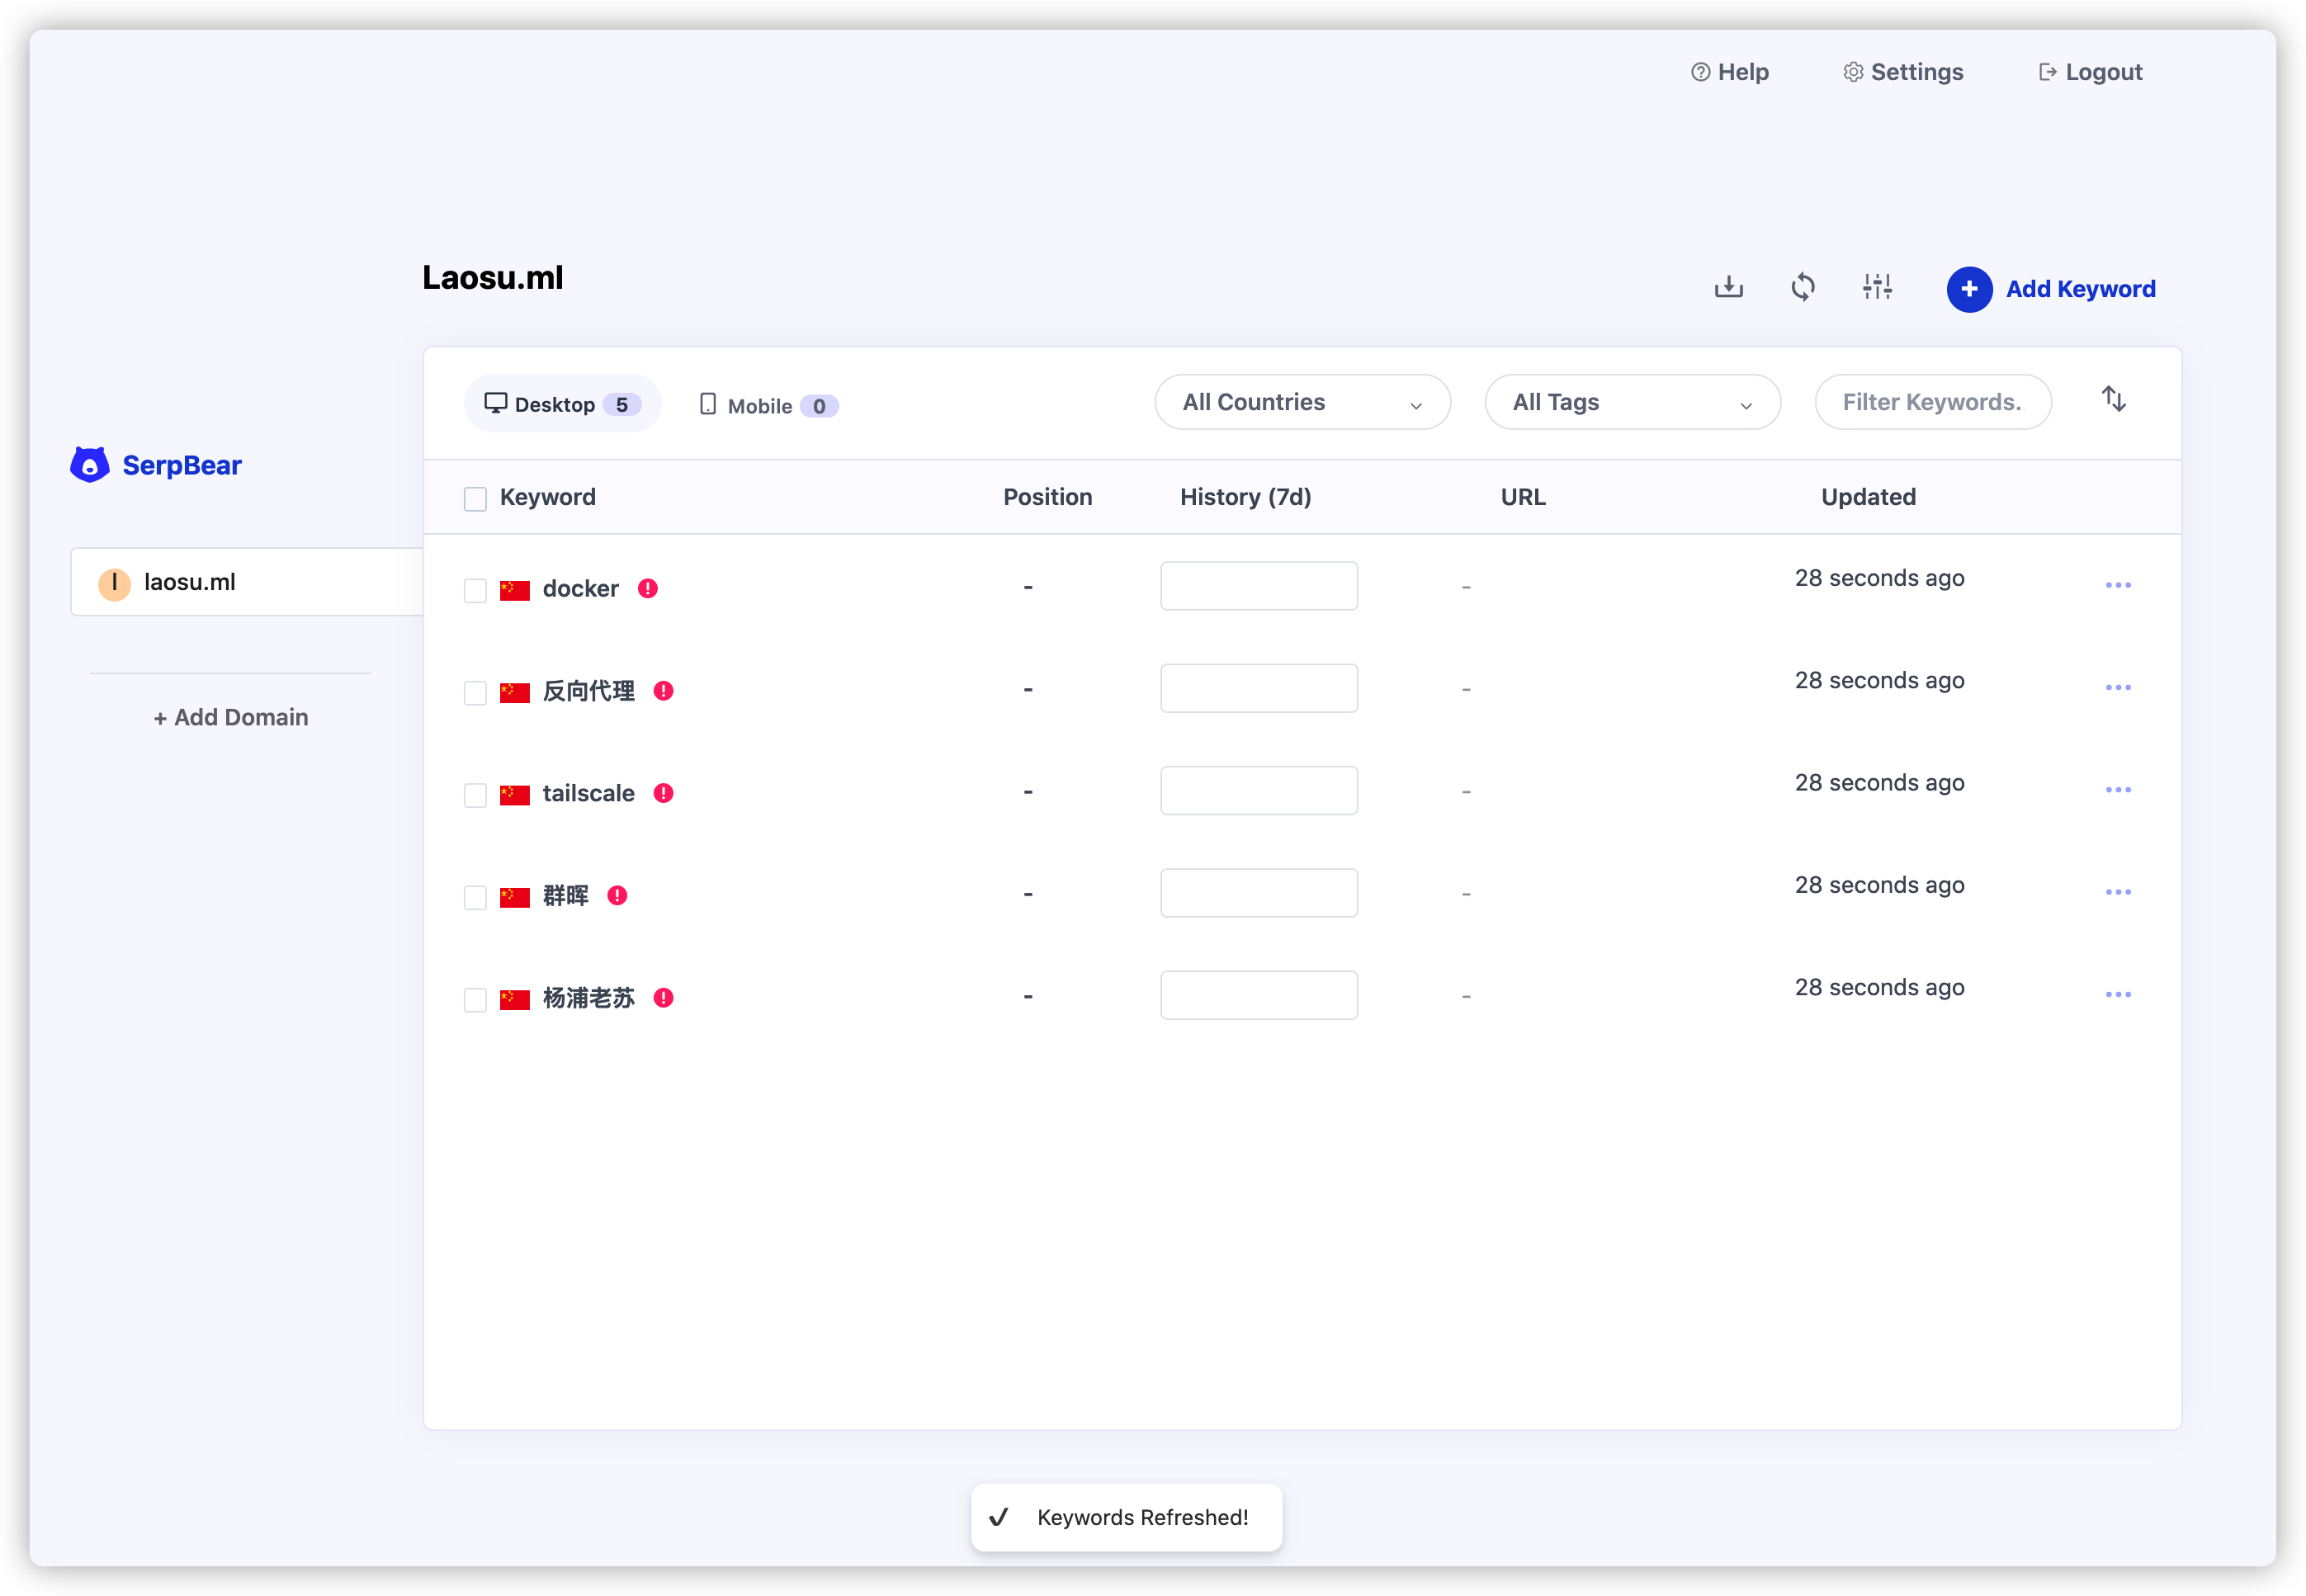 Help Settings Logout
Laosu.ml
Add Keyword
Desktop 5 Mobile 0 All Countries All Tags Filter Keywords.
SerpBear
Keyword Position History (7d) URL Updated
l laosu.ml
docker - - 28 seconds ago
反向代理 - - 28 seconds ago
+ Add Domain
tailscale - - 28 seconds ago
群晖 - - 28 seconds ago
杨浦老苏 - - 28 seconds ago
Keywords Refreshed!